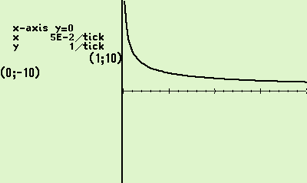 x-axis y=0
x 5E-2/tick
y 1/tick
(1;10)
(0;-10)